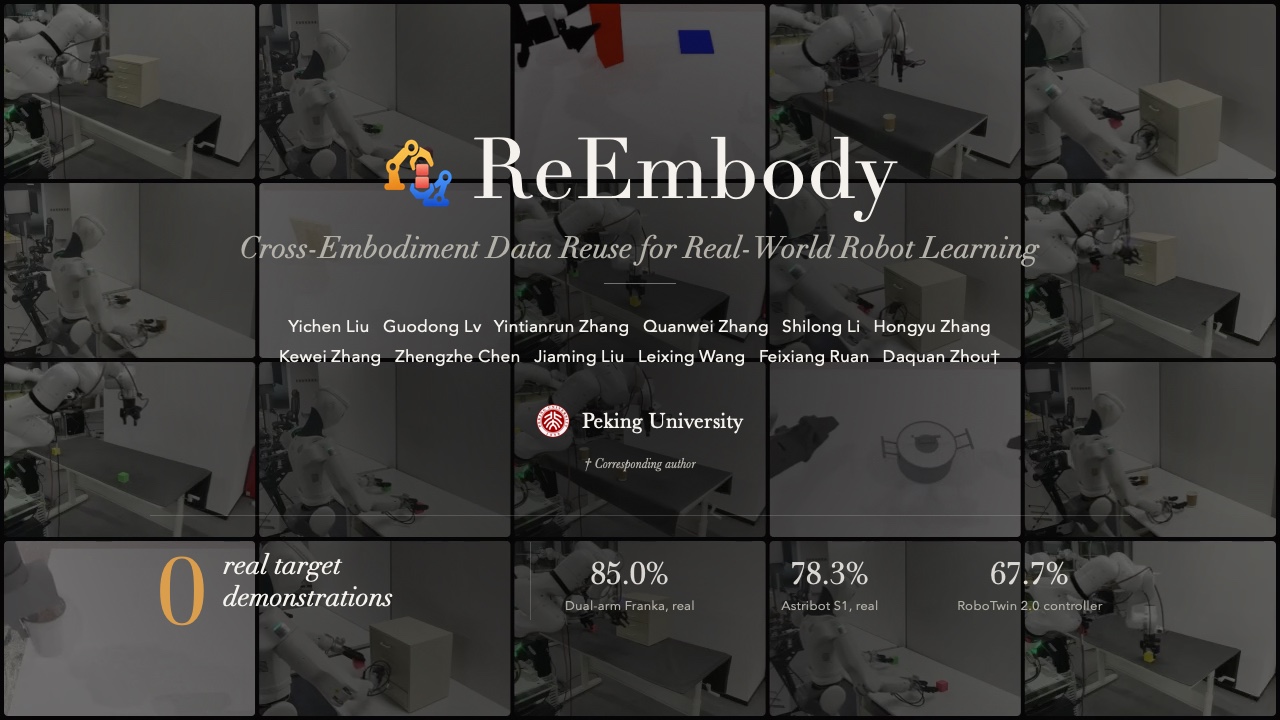 ReEmbody
Cross-Embodiment Data Reuse for Real-World Robot Learning
Yichen Liu Guodong Lv Yintianrun Zhang Quanwei Zhang Shilong Li Hongyu Zhang
Kewei Zhang Zhengzhe Chen Jiaming Liu Leixing Wang Feixiang Ruan Daquan Zhou†
Peking University
† Corresponding author
0 real target
demonstrations
85.0% 78.3% 67.7%
Dual-arm Franka, real Astribot S1, real RoboTwin 2.0 controller